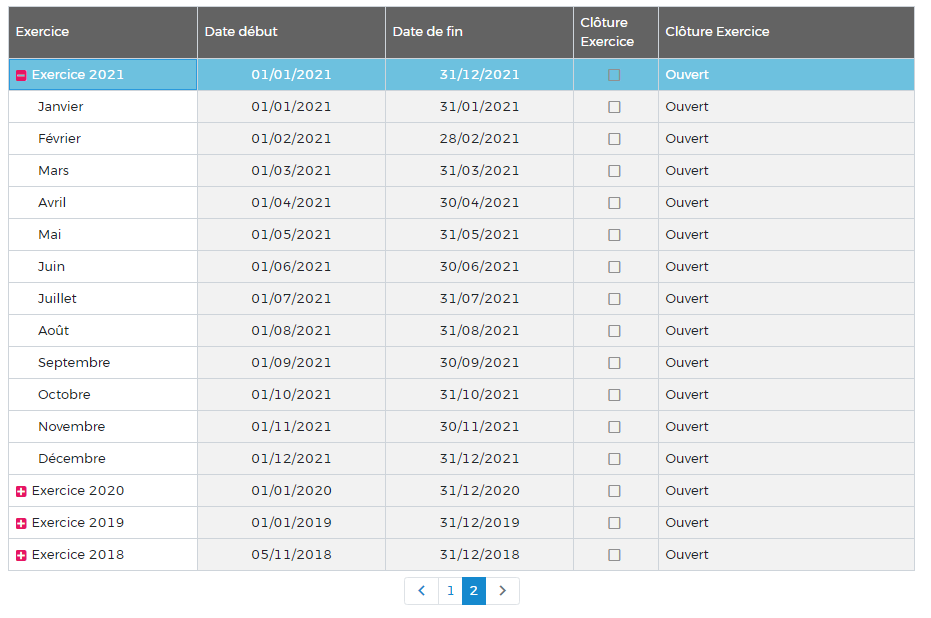 Exercice Date début Date de fin Clôture Exercice Clôture Exercice
Exercice 2021 01/01/2021 31/12/2021 Ouvert
Janvier 01/01/2021 31/01/2021 Ouvert
Février 01/02/2021 28/02/2021 Ouvert
Mars 01/03/2021 31/03/2021 Ouvert
Avril 01/04/2021 30/04/2021 Ouvert
Mai 01/05/2021 31/05/2021 Ouvert
Juin 01/06/2021 30/06/2021 Ouvert
Juillet 01/07/2021 31/07/2021 Ouvert
Août 01/08/2021 31/08/2021 Ouvert
Septembre 01/09/2021 30/09/2021 Ouvert
Octobre 01/10/2021 31/10/2021 Ouvert
Novembre 01/11/2021 30/11/2021 Ouvert
Décembre 01/12/2021 31/12/2021 Ouvert
Exercice 2020 01/01/2020 31/12/2020 Ouvert
Exercice 2019 01/01/2019 31/12/2019 Ouvert
Exercice 2018 05/11/2018 31/12/2018 Ouvert
1 2